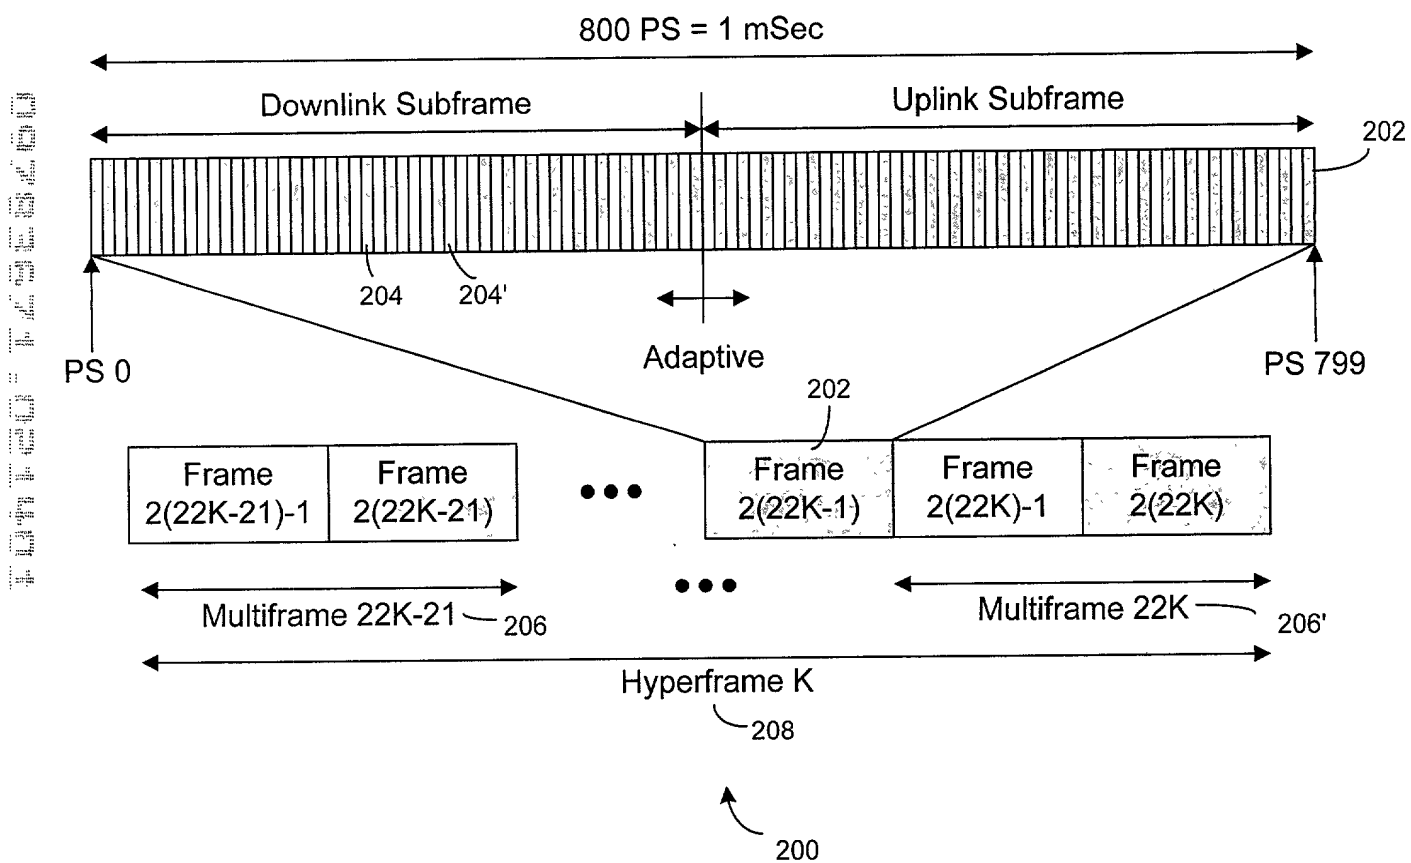 800 PS = 1 mSec
Downlink Subframe
Uplink Subframe
202
204
204'
PS 0
Adaptive
PS 799
202
Frame
2(22K-21)-1
Frame
2(22K-21)
Frame
2(22K-1)
Frame
2(22K)-1
Frame
2(22K)
Multiframe 22K-21
206
Multiframe 22K
206'
Hyperframe K
208
200